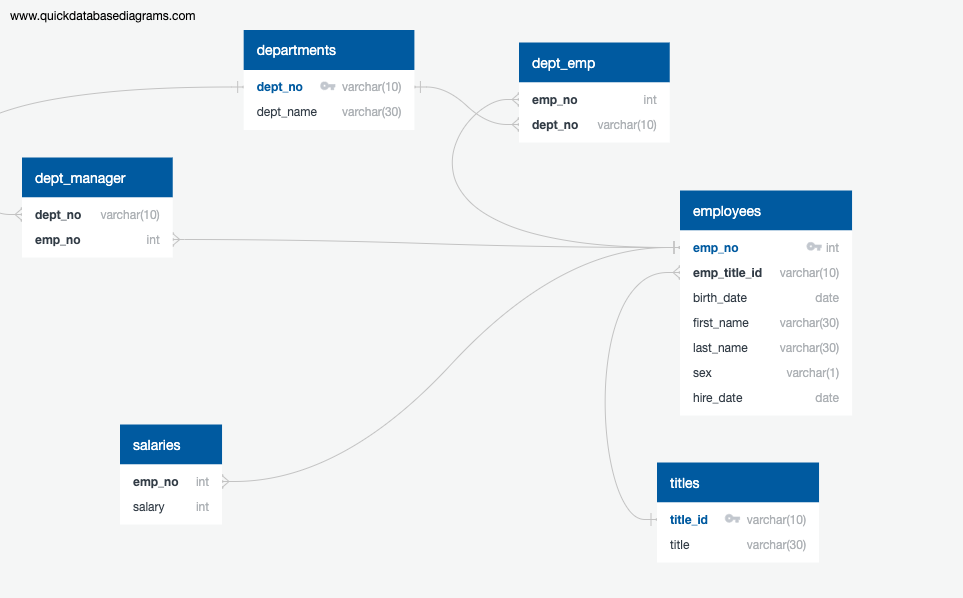 www.quickdatabasediagrams.com
departments
dept_no varchar(10)
dept_name varchar(30)
dept_emp
emp_no int
dept_no varchar(10)
dept_manager
dept_no varchar(10)
emp_no int
employees
emp_no int
emp_title_id varchar(10)
birth_date date
first_name varchar(30)
last_name varchar(30)
sex varchar(1)
hire_date date
salaries
emp_no int
salary int
titles
title_id varchar(10)
title varchar(30)